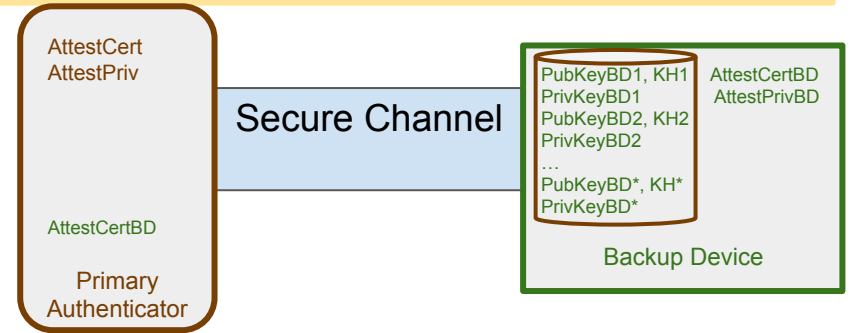 AttestCert
AttestPriv
AttestCertBD
Primary
Authenticator
Secure Channel
PubKeyBD1, KH1
PrivKeyBD1
PubKeyBD2, KH2
PrivKeyBD2
…
PubKeyBD*, KH*
PrivKeyBD*
AttestCertBD
AttestPrivBD
Backup Device